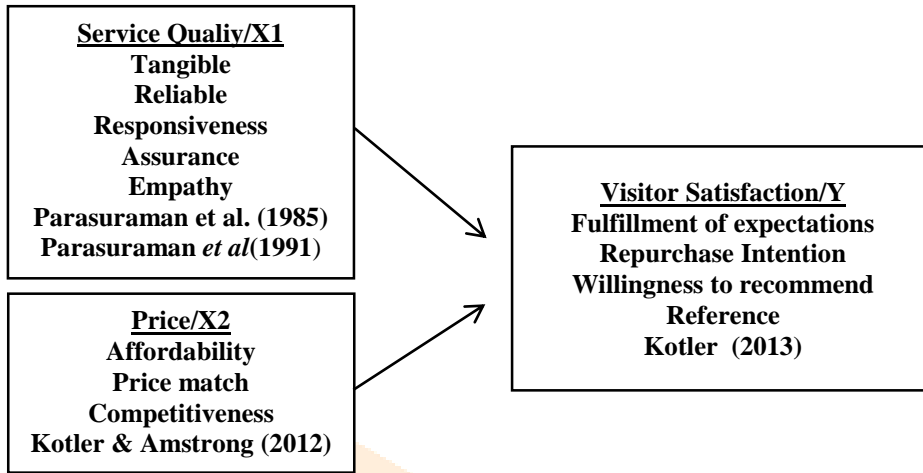 Service Qualiy/X1
Tangible
Reliable
Responsiveness
Assurance
Empathy
Parasuraman et al. (1985)
Parasuraman et al(1991)
Price/X2
Affordability
Price match
Competitiveness
Kotler & Amstrong (2012)
Visitor Satisfaction/Y
Fulfillment of expectations
Repurchase Intention
Willingness to recommend
Reference
Kotler (2013)